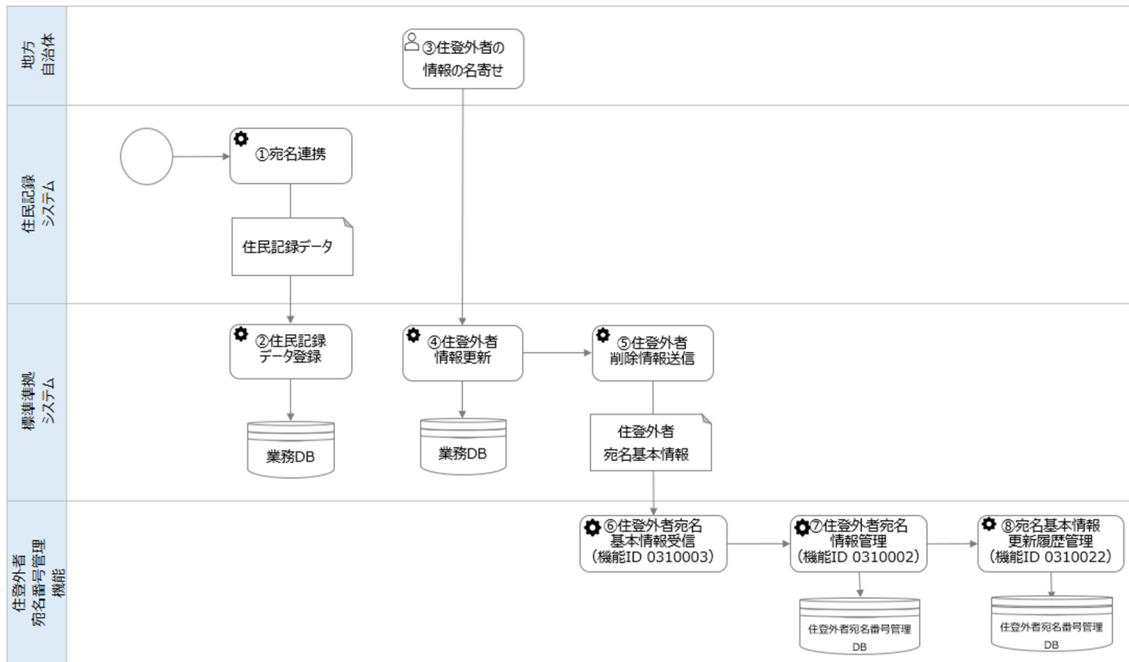 地方
自治体
③住登外者の
情報の名寄せ
住民記録
システム
①宛名連携
住民記録データ
標準準拠
システム
②住民記録
データ登録
業務DB
④住登外者
情報更新
業務DB
⑤住登外者
削除情報送信
住登外者
宛名基本情報
住登外者
宛名番号管理
機能
⑥住登外者宛名
基本情報受信
（機能ID 0310003）
⑦住登外者宛名
情報管理
（機能ID 0310002）
⑧宛名基本情報
更新履歴管理
（機能ID 0310022）
住登外者宛名番号管理
DB
住登外者宛名番号管理
DB